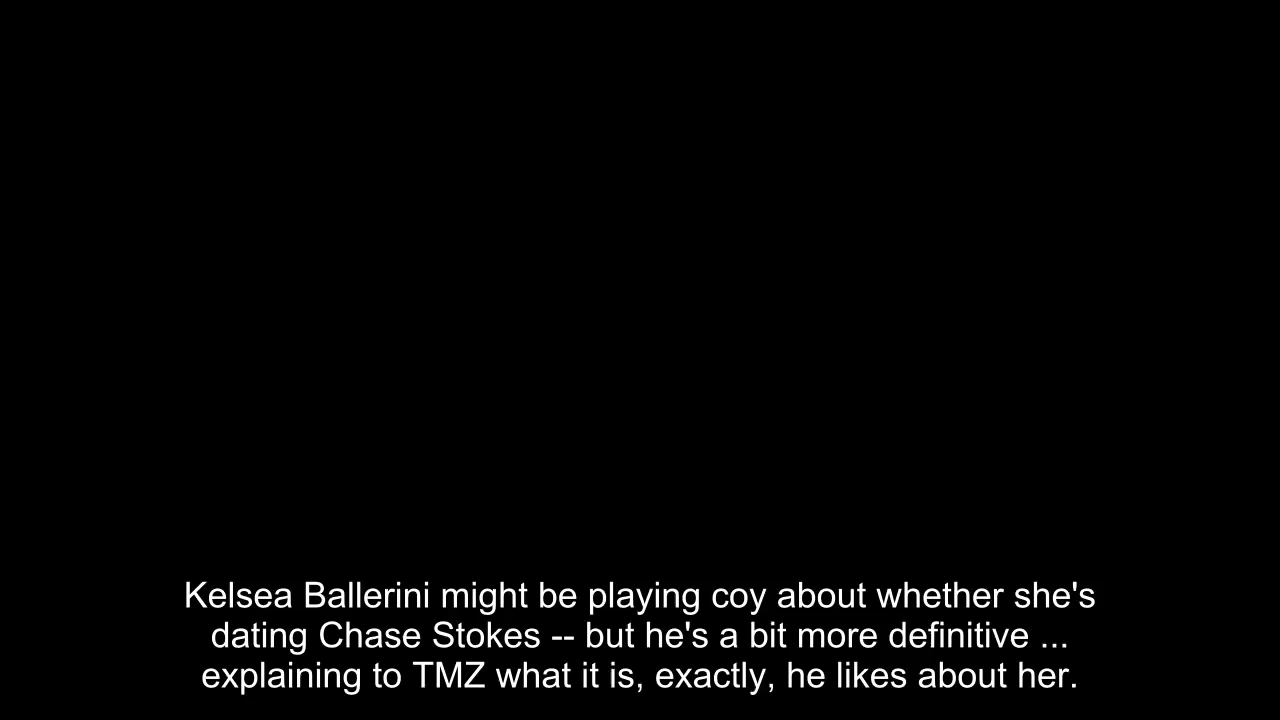 Kelsea Ballerini might be playing coy about whether she's
dating Chase Stokes -- but he's a bit more definitive ...
explaining to TMZ what it is, exactly, he likes about her.